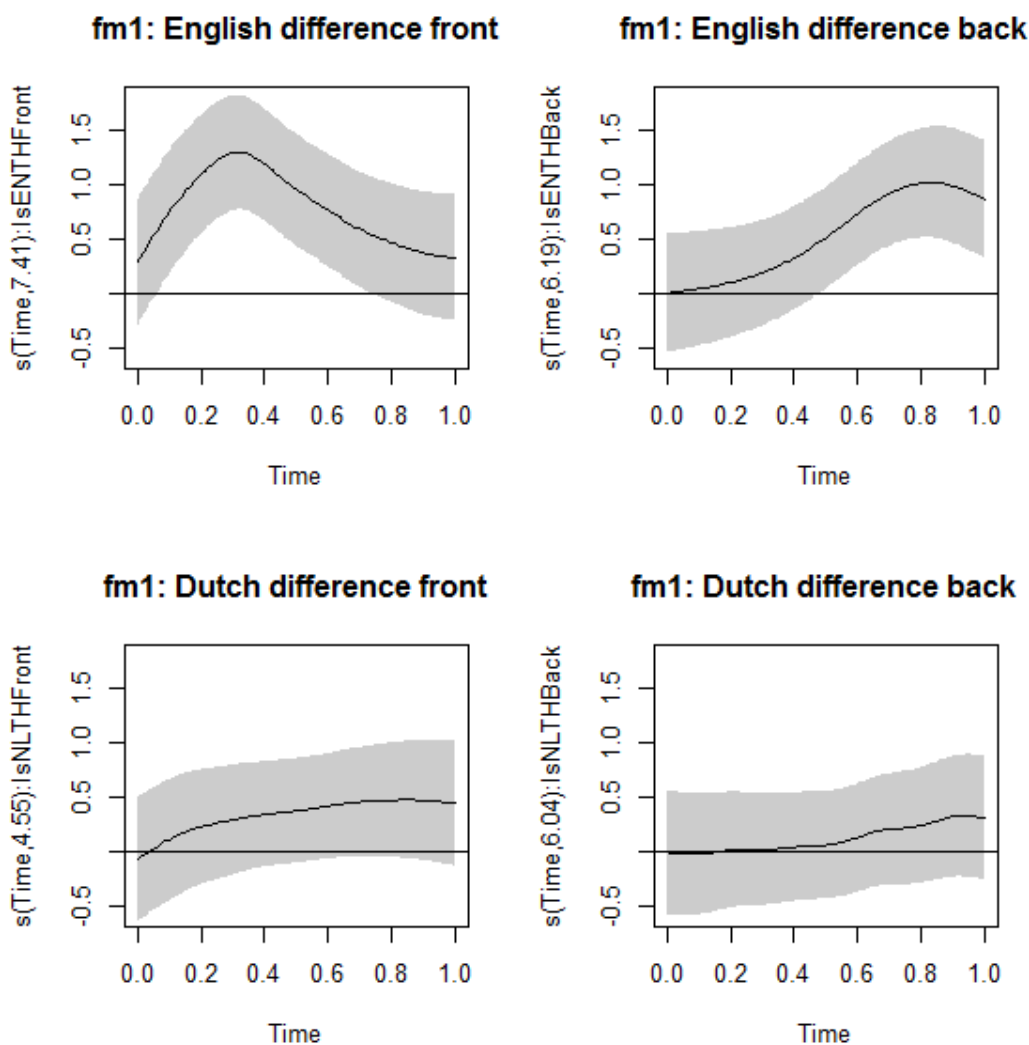 fm1: English difference front
s(Time,7.41):IsENTHFront
1.5
1.0
0.5
-0.5
0.0 0.2 0.4 0.6 0.8 1.0
Time
fm1: English difference back
s(Time,6.19):IsENTHBack
1.5
1.0
0.5
-0.5
0.0 0.2 0.4 0.6 0.8 1.0
Time
fm1: Dutch difference front
s(Time,4.55):IsNLTHFront
1.5
1.0
0.5
-0.5
0.0 0.2 0.4 0.6 0.8 1.0
Time
fm1: Dutch difference back
s(Time,6.04):IsNLTHBack
1.5
1.0
0.5
-0.5
0.0 0.2 0.4 0.6 0.8 1.0
Time